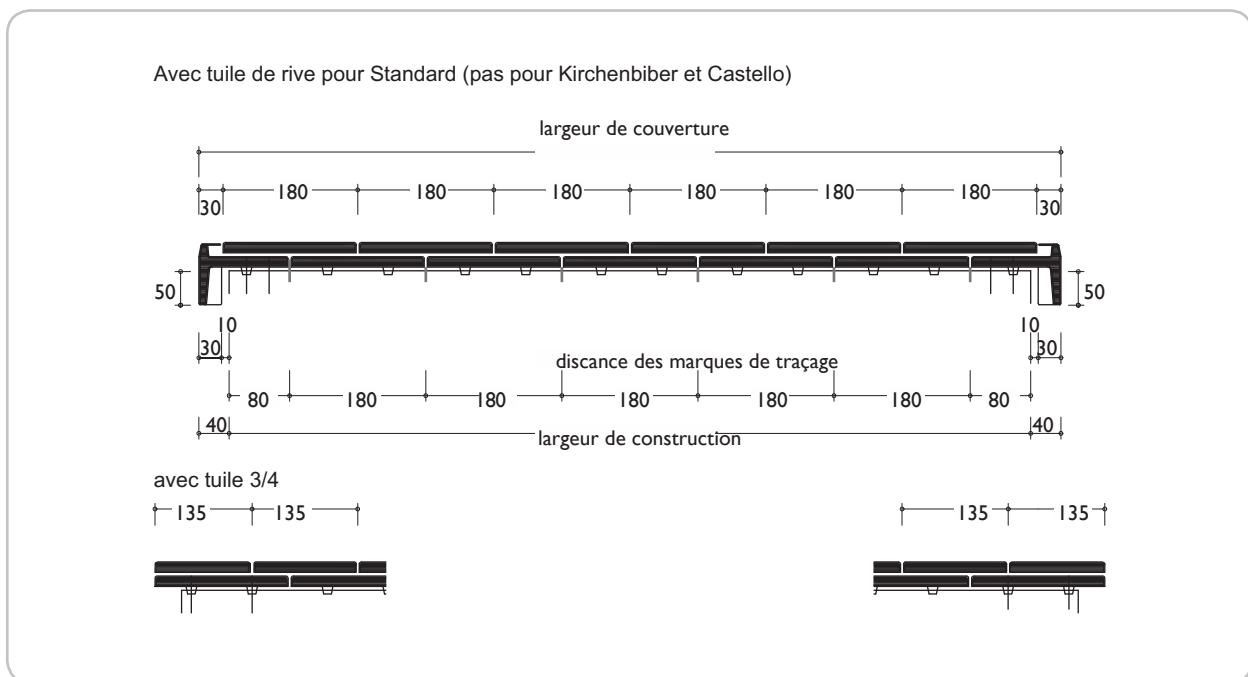 Avec tuile de rive pour Standard (pas pour Kirchenbiber et Castello)
largeur de couverture
30 180 180 180 180 180 180 30
50 50
10 10
30 30
discance des marques de traçage
80 180 180 180 180 180 80
40 largeur de construction 40
avec tuile 3/4
135 135 135 135